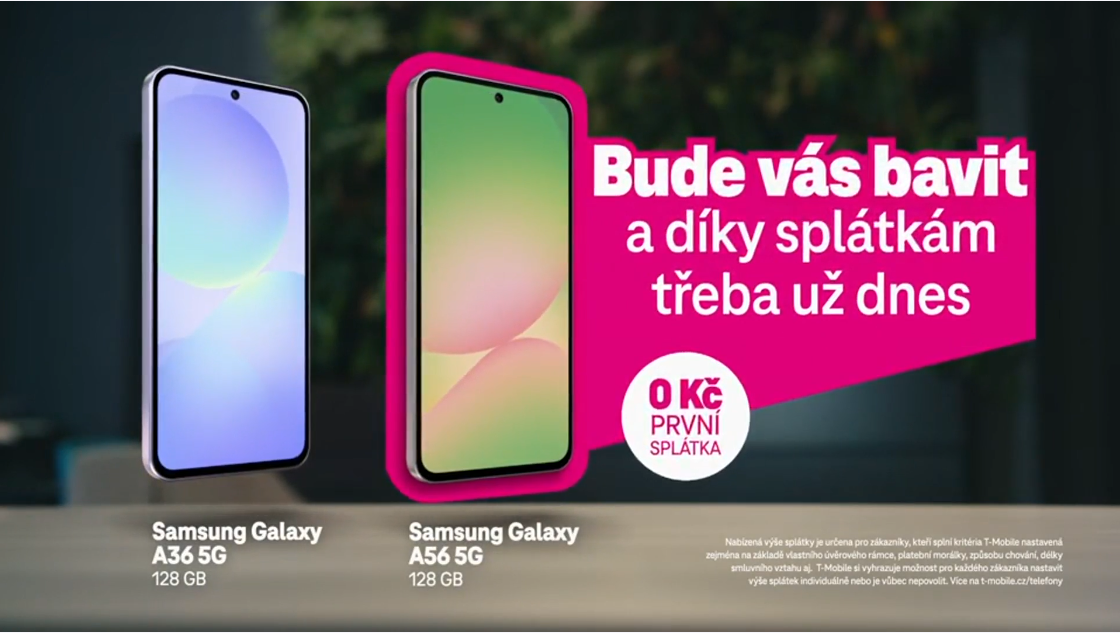 Bude vás bavit
a díky splátkám
třeba už dnes
0 Kč
PRVNÍ
SPLÁTKA
Samsung Galaxy
A36 5G
128 GB
Samsung Galaxy
A56 5G
128 GB
Nabízená výše splátky je určena pro zákazníky, kteří splní kritéria T-Mobile nastavená
zejména na základě vlastního úvěrového rámce, platební morálky, způsobu chování, délky
smluvního vztahu aj. T-Mobile si vyhrazuje možnost pro každého zákazníka nastavit
výše splátek individuálně nebo je vůbec nepovolit. Více na t-mobile.cz/telefony